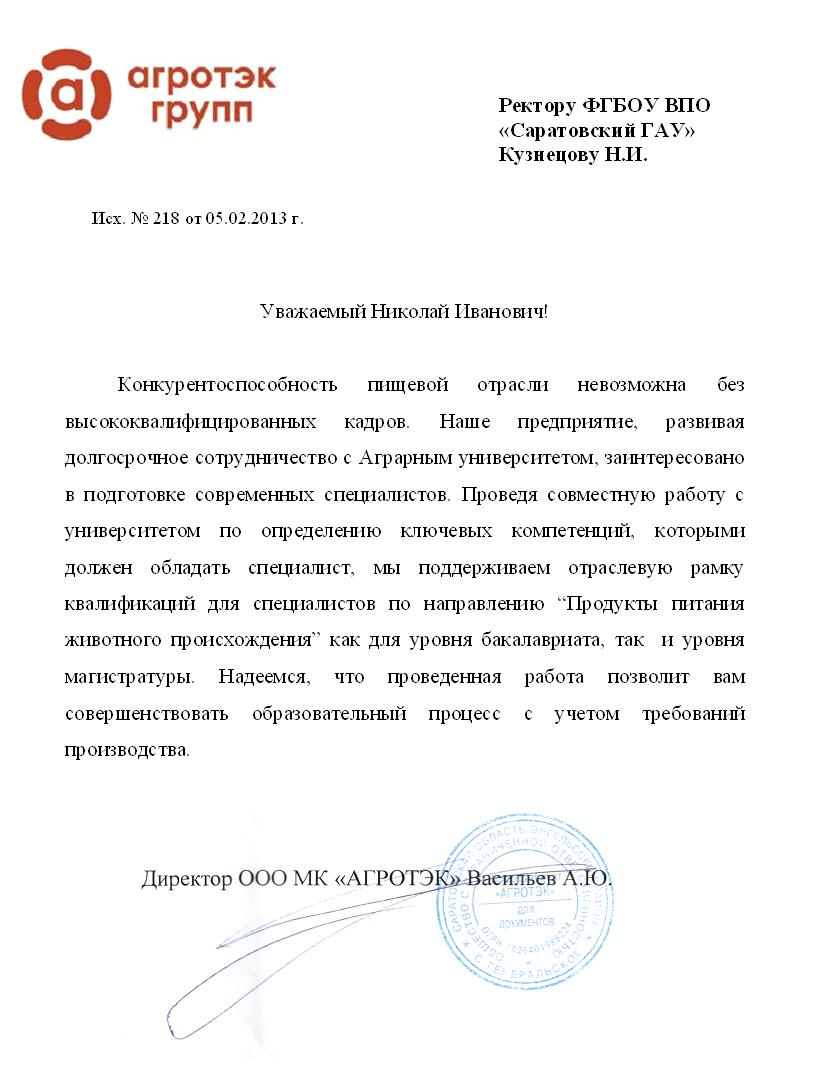 агротэк
групп
Ректору ФГБОУ ВПО
«Саратовский ГАУ»
Кузнецову Н.И.
Исх. № 218 от 05.02.2013 г.
Уважаемый Николай Иванович!
Конкурентоспособность пищевой отрасли невозможна без
высококвалифицированных кадров. Наше предприятие, развивая
долгосрочное сотрудничество с Аграрным университетом, заинтересовано
в подготовке современных специалистов. Проведя совместную работу с
университетом по определению ключевых компетенций, которыми
должен обладать специалист, мы поддерживаем отраслевую рамку
квалификаций для специалистов по направлению “Продукты питания
животного происхождения” как для уровня бакалавриата, так и уровня
магистратуры. Надеемся, что проведенная работа позволит вам
совершенствовать образовательный процесс с учетом требований
производства.
Директор ООО МК «АГРОТЭК» Васильев А.Ю.
«АГРОТЭК»
ДЛЯ
ДОКУМЕНТОВ
С ГЕНЕРАЛЬСКОЕ